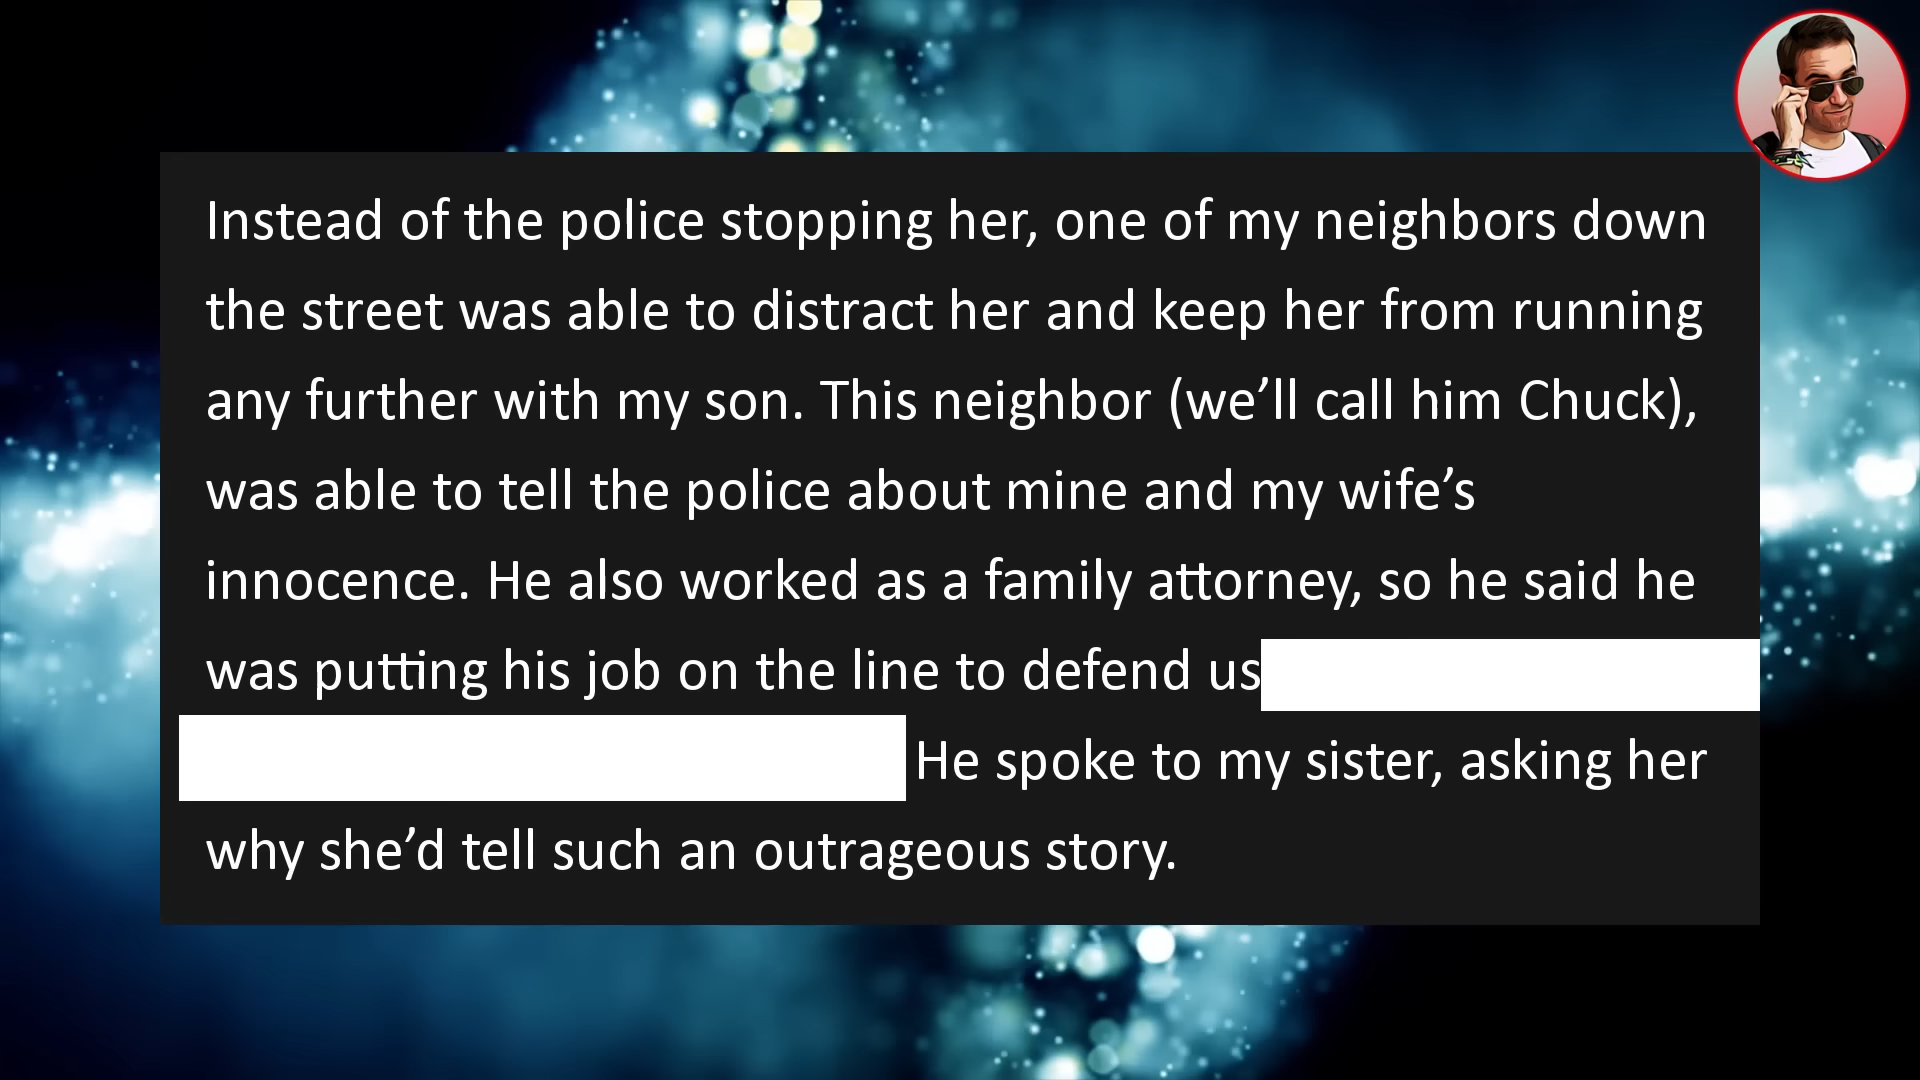 Instead of the police stopping her, one of my neighbors down
the street was able to distract her and keep her from running
any further with my son. This neighbor (we’ll call him Chuck),
was able to tell the police about mine and my wife’s
innocence. He also worked as a family attorney, so he said he
was putting his job on the line to defend us
He spoke to my sister, asking her
why she’d tell such an outrageous story.